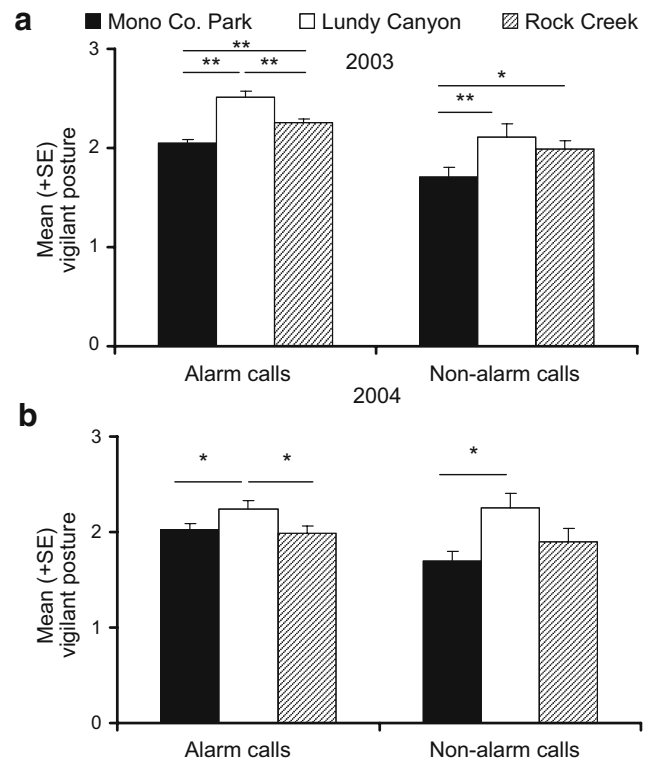 a
Mono Co. Park Lundy Canyon Rock Creek
2003
Mean (+SE)
vigilant posture
3
2
1
0
** ** **
** *
Alarm calls Non-alarm calls
b
2004
Mean (+SE)
vigilant posture
3
2
1
0
* * *
Alarm calls Non-alarm calls